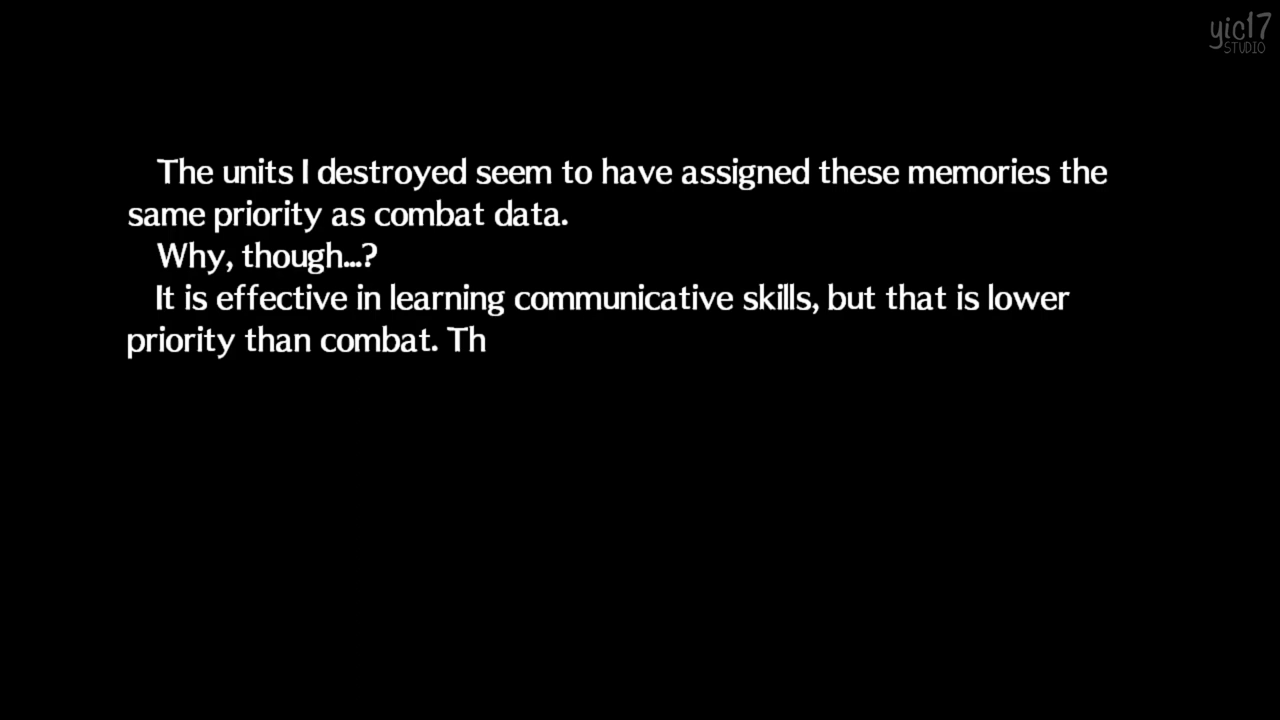 yic17
STUDIO
The units I destroyed seem to have assigned these memories the
same priority as combat data.
Why, though...?
It is effective in learning communicative skills, but that is lower
priority than combat. Th